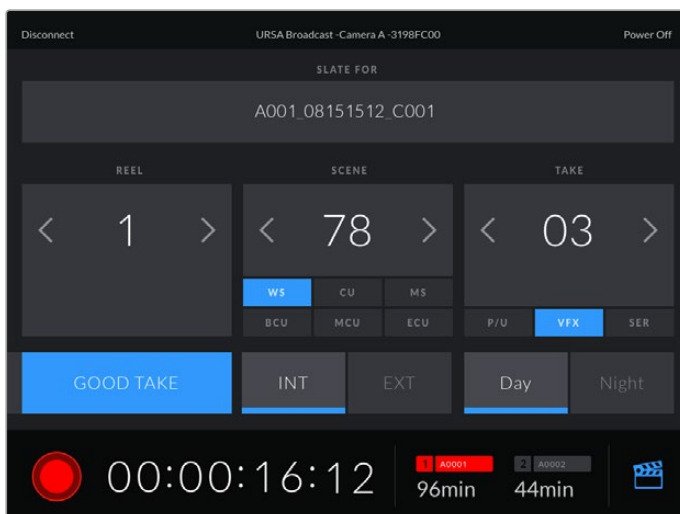 Disconnect URSA Broadcast -Camera A -3198FC00 Power Off
SLATE FOR
A001_08151512_C001
REEL SCENE TAKE
< 1 > < 78 > < 03 >
WS CU MS
BCU MCU ECU P/U VFX SER
GOOD TAKE INT EXT Day Night
1 A0001 2 A0002
00:00:16:12 96min 44min